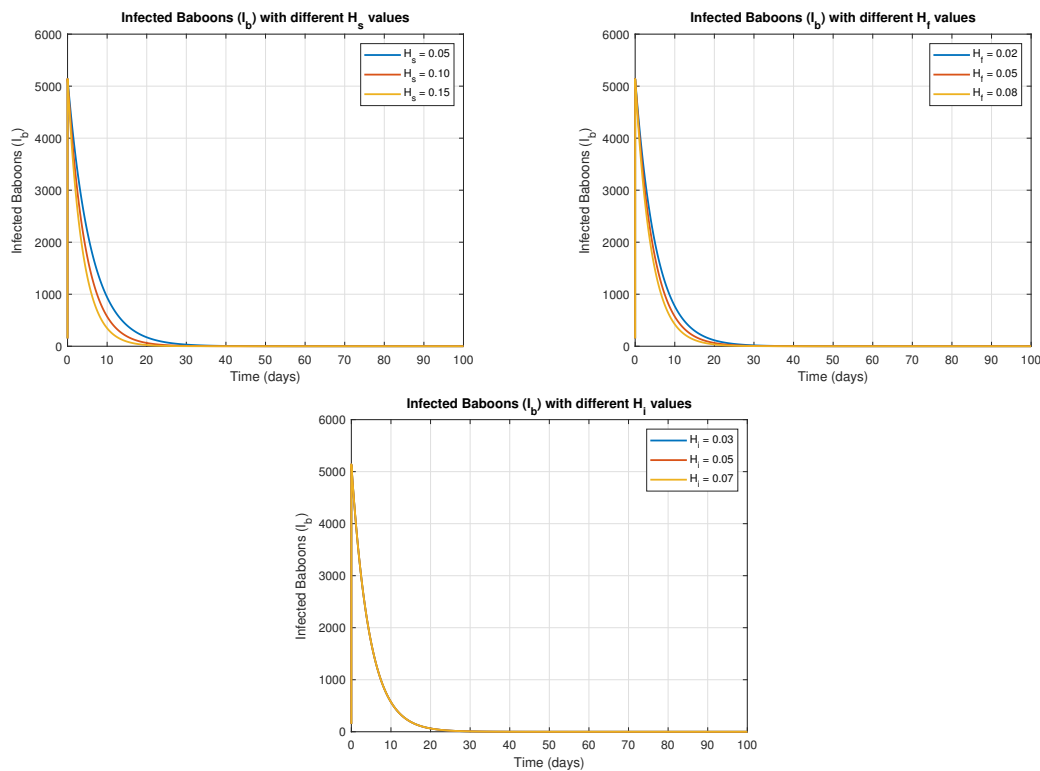 Infected Baboons (I_b) with different H_s values
6000
5000
4000
3000
2000
1000
0
Infected Baboons (I_b)
H_s = 0.05
H_s = 0.10
H_s = 0.15
0 10 20 30 40 50 60 70 80 90 100
Time (days)
Infected Baboons (I_b) with different H_f values
6000
5000
4000
3000
2000
1000
0
Infected Baboons (I_b)
H_f = 0.02
H_f = 0.05
H_f = 0.08
0 10 20 30 40 50 60 70 80 90 100
Time (days)
Infected Baboons (I_b) with different H_i values
6000
5000
4000
3000
2000
1000
0
Infected Baboons (I_b)
H_i = 0.03
H_i = 0.05
H_i = 0.07
0 10 20 30 40 50 60 70 80 90 100
Time (days)